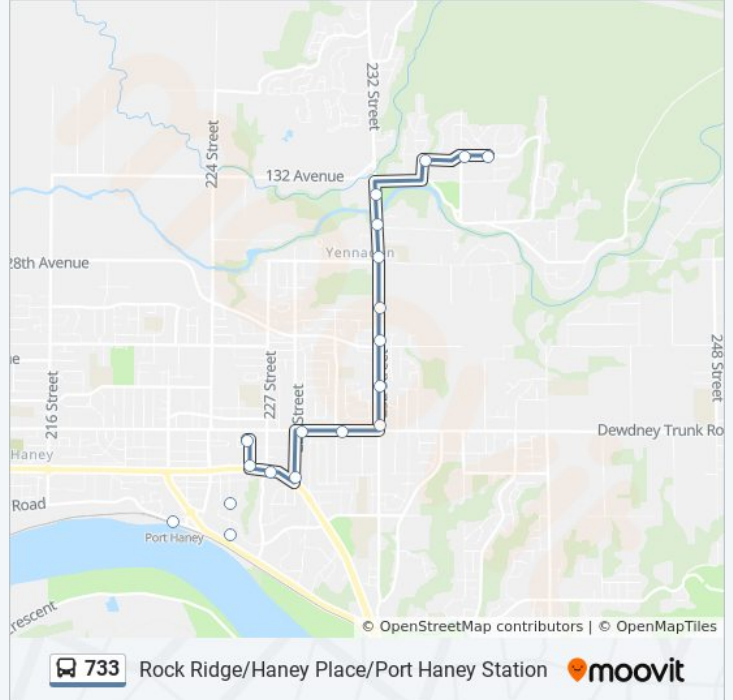 232 Street
224 Street
132 Avenue
Yennadon
28th Avenue
248 Street
227 Street
216 Street
Street
Dewdney Trunk Ro
Haney
Road
Port Haney
Crescent
© OpenStreetMap contributors | © OpenMapTiles
733 Rock Ridge/Haney Place/Port Haney Station moovit